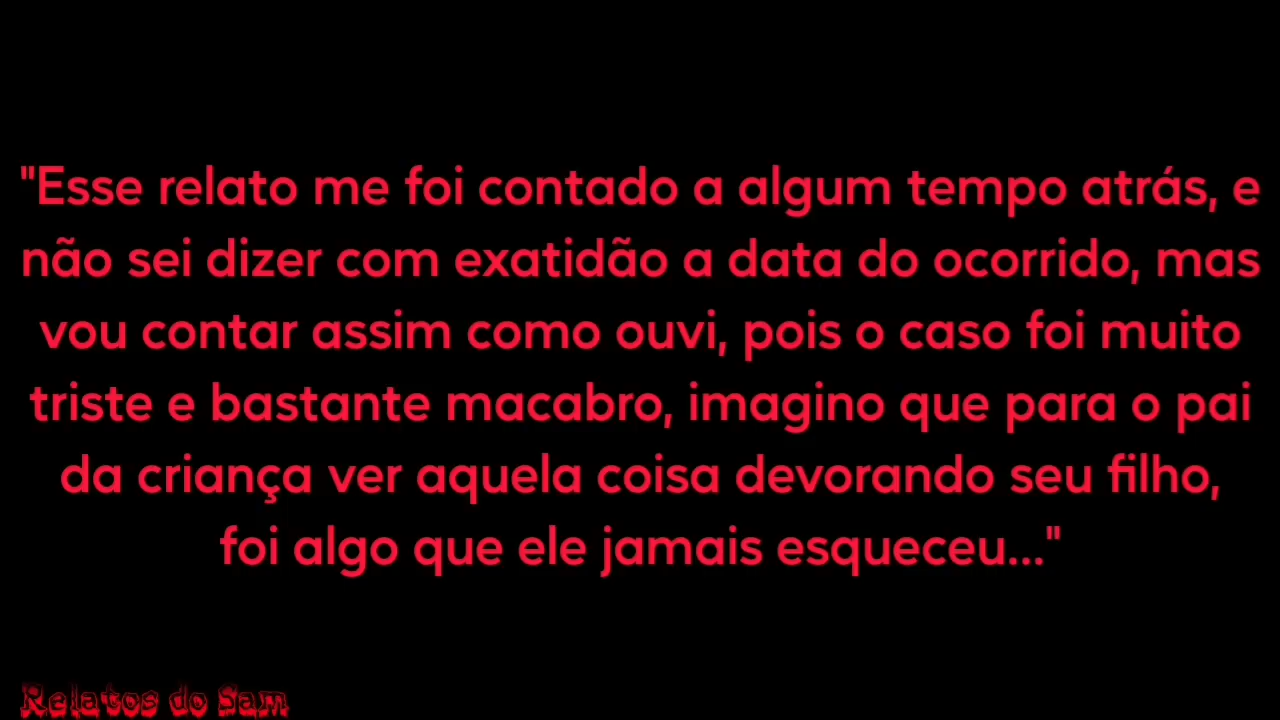 "Esse relato me foi contado a algum tempo atrás, e
não sei dizer com exatidão a data do ocorrido, mas
vou contar assim como ouvi, pois o caso foi muito
triste e bastante macabro, imagino que para o pai
da criança ver aquela coisa devorando seu filho,
foi algo que ele jamais esqueceu..."
Relatos do Sam